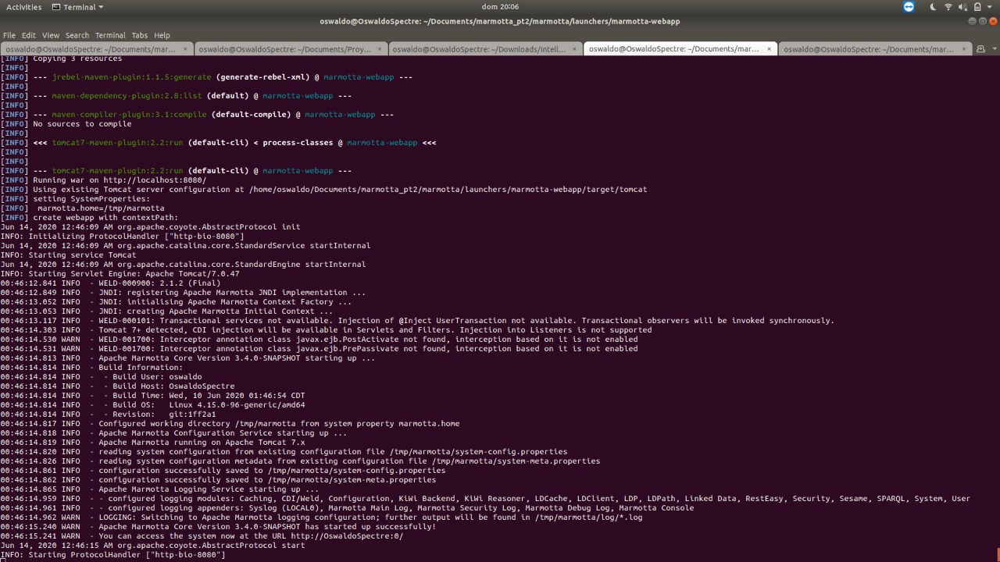 Activities Terminal dom 20:06
oswaldo@OswaldoSpectre: ~/Documents/marmotta_pt2/marmotta/launchers/marmotta-webapp
File Edit View Search Terminal Tabs Help
oswaldo@OswaldoSpectre: ~/Documents/mar... × oswaldo@OswaldoSpectre: ~/Documents/Proy... × oswaldo@OswaldoSpectre: ~/Downloads/Intell... × oswaldo@OswaldoSpectre: ~/Documents/mar... × oswaldo@OswaldoSpectre: ~/Documents/mar... ×
[INFO] Copying 3 resources
[INFO]
[INFO] --- jrebel-maven-plugin:1.1.5:generate (generate-rebel-xml) @ marmotta-webapp ---
[INFO]
[INFO] --- maven-dependency-plugin:2.8:list (default) @ marmotta-webapp ---
[INFO]
[INFO] --- maven-compiler-plugin:3.1:compile (default-compile) @ marmotta-webapp ---
[INFO] No sources to compile
[INFO]
[INFO] <<< tomcat7-maven-plugin:2.2:run (default-cli) < process-classes @ marmotta-webapp <<<
[INFO]
[INFO]
[INFO] --- tomcat7-maven-plugin:2.2:run (default-cli) @ marmotta-webapp ---
[INFO] Running war on http://localhost:8080/
[INFO] Using existing Tomcat server configuration at /home/oswaldo/Documents/marmotta_pt2/marmotta/launchers/marmotta-webapp/target/tomcat
[INFO] setting SystemProperties:
[INFO]  marmotta.home=/tmp/marmotta
[INFO] create webapp with contextPath:
Jun 14, 2020 12:46:09 AM org.apache.coyote.AbstractProtocol init
INFO: Initializing ProtocolHandler ["http-bio-8080"]
Jun 14, 2020 12:46:09 AM org.apache.catalina.core.StandardService startInternal
INFO: Starting service Tomcat
Jun 14, 2020 12:46:09 AM org.apache.catalina.core.StandardEngine startInternal
INFO: Starting Servlet Engine: Apache Tomcat/7.0.47
00:46:12.841 INFO  - WELD-000900: 2.1.2 (Final)
00:46:12.849 INFO  - JNDI: registering Apache Marmotta JNDI implementation ...
00:46:13.052 INFO  - JNDI: initialising Apache Marmotta Context Factory ...
00:46:13.053 INFO  - JNDI: creating Apache Marmotta Initial Context ...
00:46:13.117 INFO  - WELD-000101: Transactional services not available. Injection of @Inject UserTransaction not available. Transactional observers will be invoked synchronously.
00:46:14.303 INFO  - Tomcat 7+ detected, CDI injection will be available in Servlets and Filters. Injection into Listeners is not supported
00:46:14.530 WARN  - WELD-001700: Interceptor annotation class javax.ejb.PostActivate not found, interception based on it is not enabled
00:46:14.531 WARN  - WELD-001700: Interceptor annotation class javax.ejb.PrePassivate not found, interception based on it is not enabled
00:46:14.813 INFO  - Apache Marmotta Core Version 3.4.0-SNAPSHOT starting up ...
00:46:14.814 INFO  - Build Information:
00:46:14.814 INFO  -  - Build User: oswaldo
00:46:14.814 INFO  -  - Build Host: OswaldoSpectre
00:46:14.814 INFO  -  - Build Time: Wed, 10 Jun 2020 01:46:54 CDT
00:46:14.814 INFO  -  - Build OS:   Linux 4.15.0-96-generic/amd64
00:46:14.814 INFO  -  - Revision:   git:1ff2a1
00:46:14.817 INFO  - Configured working directory /tmp/marmotta from system property marmotta.home
00:46:14.818 INFO  - Apache Marmotta Configuration Service starting up ...
00:46:14.819 INFO  - Apache Marmotta running on Apache Tomcat 7.x
00:46:14.820 INFO  - reading system configuration from existing configuration file /tmp/marmotta/system-config.properties
00:46:14.826 INFO  - reading system configuration metadata from existing configuration file /tmp/marmotta/system-meta.properties
00:46:14.861 INFO  - configuration successfully saved to /tmp/marmotta/system-config.properties
00:46:14.862 INFO  - configuration successfully saved to /tmp/marmotta/system-meta.properties
00:46:14.865 INFO  - Apache Marmotta Logging Service starting up ...
00:46:14.959 INFO  - - configured logging modules: Caching, CDI/Weld, Configuration, KiWi Backend, KiWi Reasoner, LDCache, LDClient, LDP, LDPath, Linked Data, RestEasy, Security, Sesame, SPARQL, System, User
00:46:14.961 INFO  - - configured logging appenders: Syslog (LOCAL0), Marmotta Main Log, Marmotta Security Log, Marmotta Debug Log, Marmotta Console
00:46:14.962 WARN  - LOGGING: Switching to Apache Marmotta logging configuration; further output will be found in /tmp/marmotta/log/*.log
00:46:15.240 WARN  - Apache Marmotta Core Version 3.4.0-SNAPSHOT has started up successfully!
00:46:15.241 WARN  - You can access the system now at the URL http://OswaldoSpectre:0/
Jun 14, 2020 12:46:15 AM org.apache.coyote.AbstractProtocol start
INFO: Starting ProtocolHandler ["http-bio-8080"]